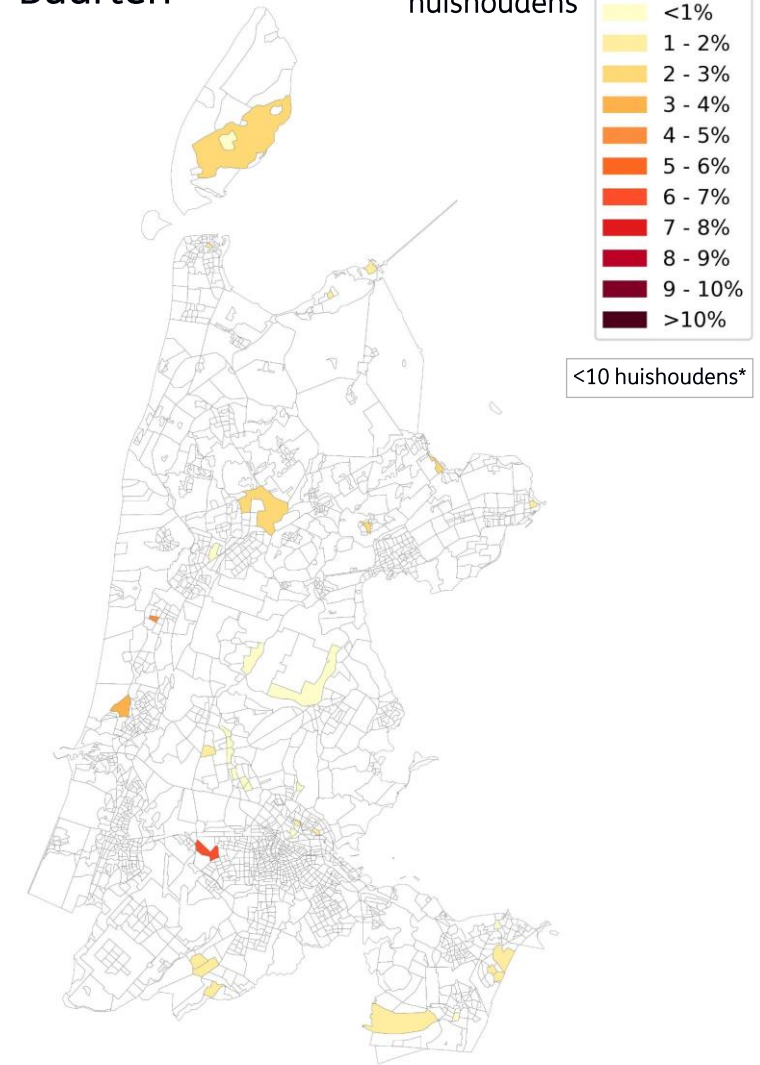 Buurten
huishoudens
<1%
1 - 2%
2 - 3%
3 - 4%
4 - 5%
5 - 6%
6 - 7%
7 - 8%
8 - 9%
9 - 10%
>10%
<10 huishoudens*